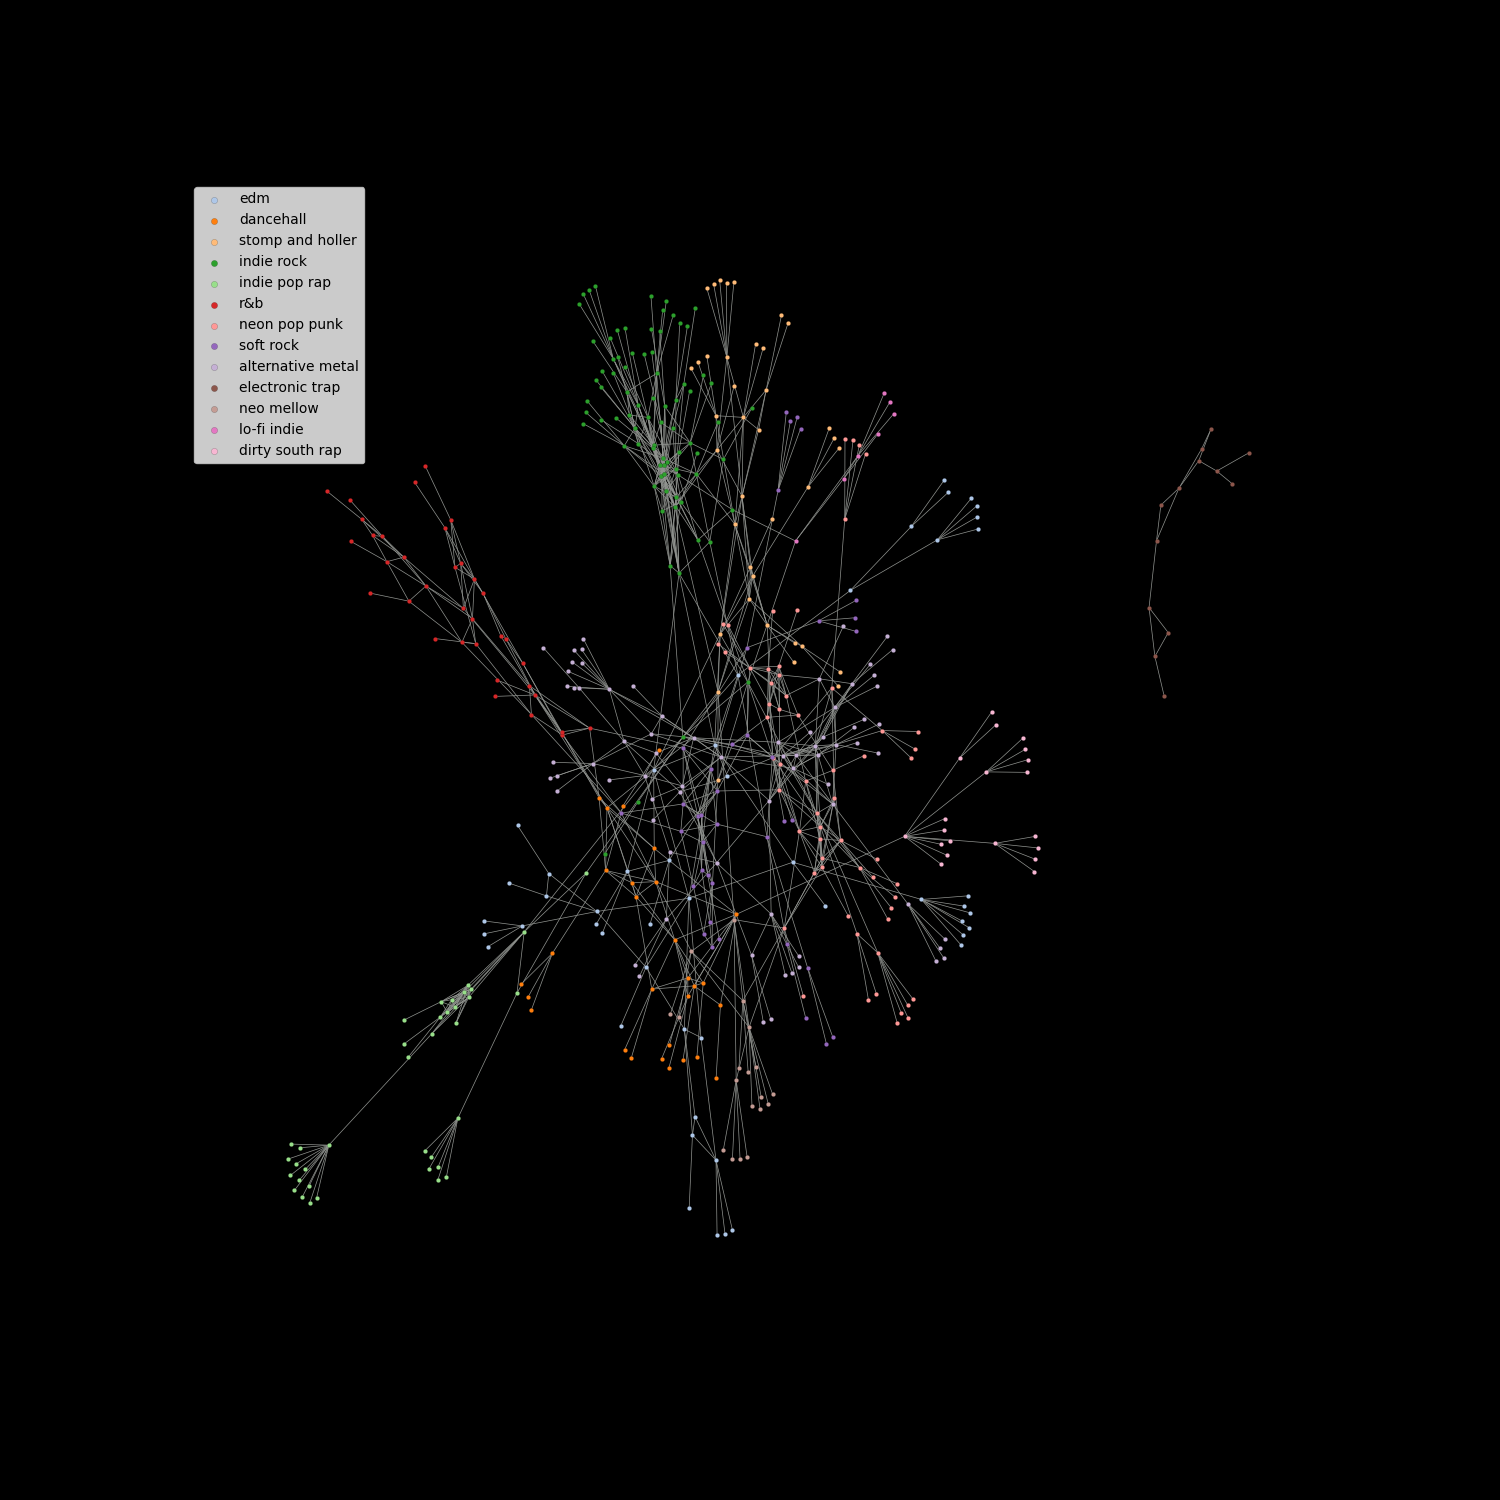 edm
dancehall
stomp and holler
indie rock
indie pop rap
r&b
neon pop punk
soft rock
alternative metal
electronic trap
neo mellow
lo-fi indie
dirty south rap